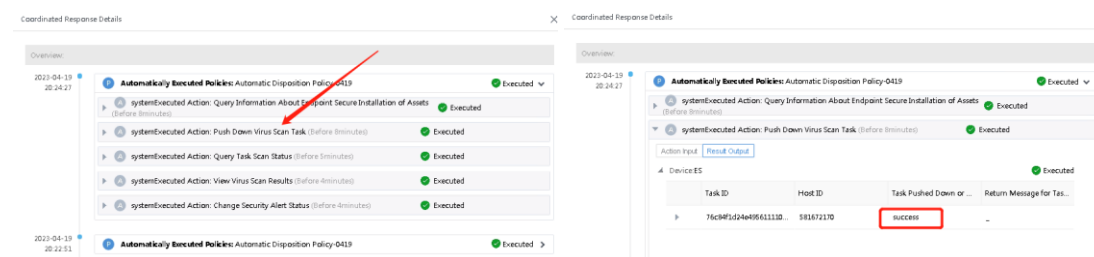 Coordinated Response Details
Overview:
2023-04-19
20:24:27
P Automatically Executed Policies: Automatic Disposition Policy-0419 Executed
A systemExecuted Action: Query Information About Endpoint Secure Installation of Assets Executed
(Before 8minutes)
A systemExecuted Action: Push Down Virus Scan Task (Before 8minutes) Executed
A systemExecuted Action: Query Task Scan Status (Before 5minutes) Executed
A systemExecuted Action: View Virus Scan Results (Before 4minutes) Executed
A systemExecuted Action: Change Security Alert Status (Before 4minutes) Executed
2023-04-19
20:22:51
P Automatically Executed Policies: Automatic Disposition Policy-0419 Executed
Coordinated Response Details
Overview:
2023-04-19
20:24:27
P Automatically Executed Policies: Automatic Disposition Policy-0419 Executed
A systemExecuted Action: Query Information About Endpoint Secure Installation of Assets Executed
(Before 8minutes)
A systemExecuted Action: Push Down Virus Scan Task (Before 8minutes) Executed
Action Input Result Output
Device:ES Executed
Task ID Host ID Task Pushed Down or ... Return Message for Tas...
76c84f1d24e495611110... 581672170 success -